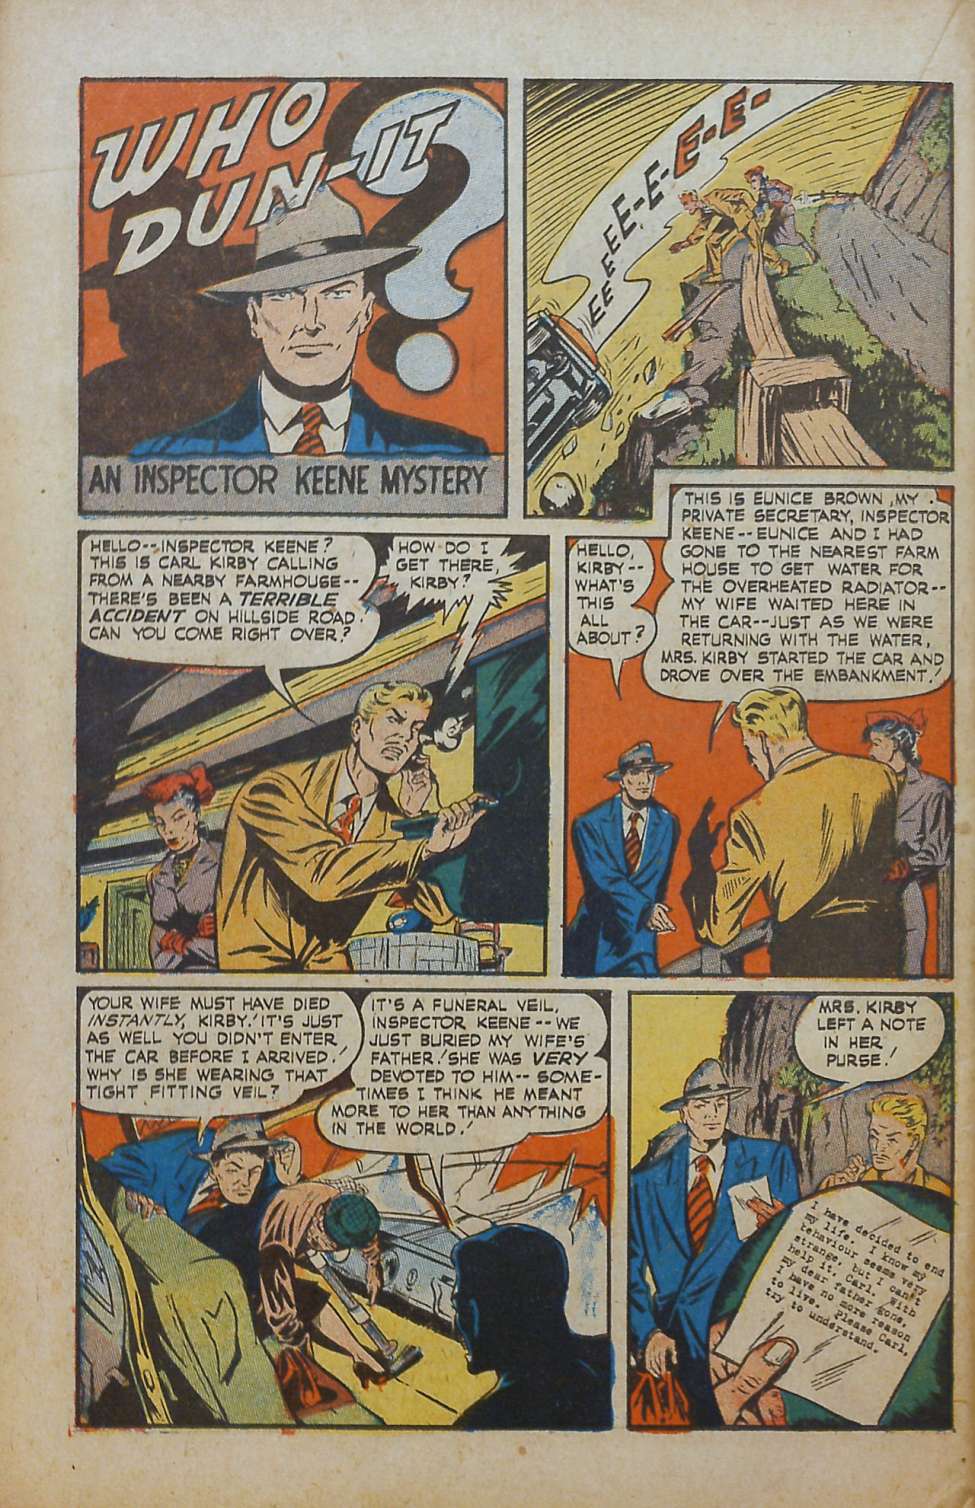 WHO
DUN-IT
?
AN INSPECTOR KEENE MYSTERY
EEEEEE-E-E-E-E-
HELLO--INSPECTOR KEENE?
THIS IS CARL KIRBY CALLING
FROM A NEARBY FARMHOUSE--
THERE'S BEEN A TERRIBLE
ACCIDENT ON HILLSIDE ROAD.
CAN YOU COME RIGHT OVER?
HOW DO I
GET THERE,
KIRBY?
HELLO,
KIRBY--
WHAT'S
THIS
ALL
ABOUT?
THIS IS EUNICE BROWN, MY
PRIVATE SECRETARY, INSPECTOR
KEENE--EUNICE AND I HAD
GONE TO THE NEAREST FARM
HOUSE TO GET WATER FOR
THE OVERHEATED RADIATOR--
MY WIFE WAITED HERE IN
THE CAR--JUST AS WE WERE
RETURNING WITH THE WATER,
MRS. KIRBY STARTED THE CAR AND
DROVE OVER THE EMBANKMENT!
YOUR WIFE MUST HAVE DIED
INSTANTLY, KIRBY! IT'S JUST
AS WELL YOU DIDN'T ENTER
THE CAR BEFORE I ARRIVED!
WHY IS SHE WEARING THAT
TIGHT FITTING VEIL?
IT'S A FUNERAL VEIL,
INSPECTOR KEENE--WE
JUST BURIED MY WIFE'S
FATHER! SHE WAS VERY
DEVOTED TO HIM--SOME-
TIMES I THINK HE MEANT
MORE TO HER THAN ANYTHING
IN THE WORLD!
MRS. KIRBY
LEFT A NOTE
IN HER
PURSE!
I have decided to end
my life. I know my
behaviour seems very
strange, but I can't
help it, Carl. With
my dear father gone,
I have no more reason
to live. Please Carl,
try to understand.